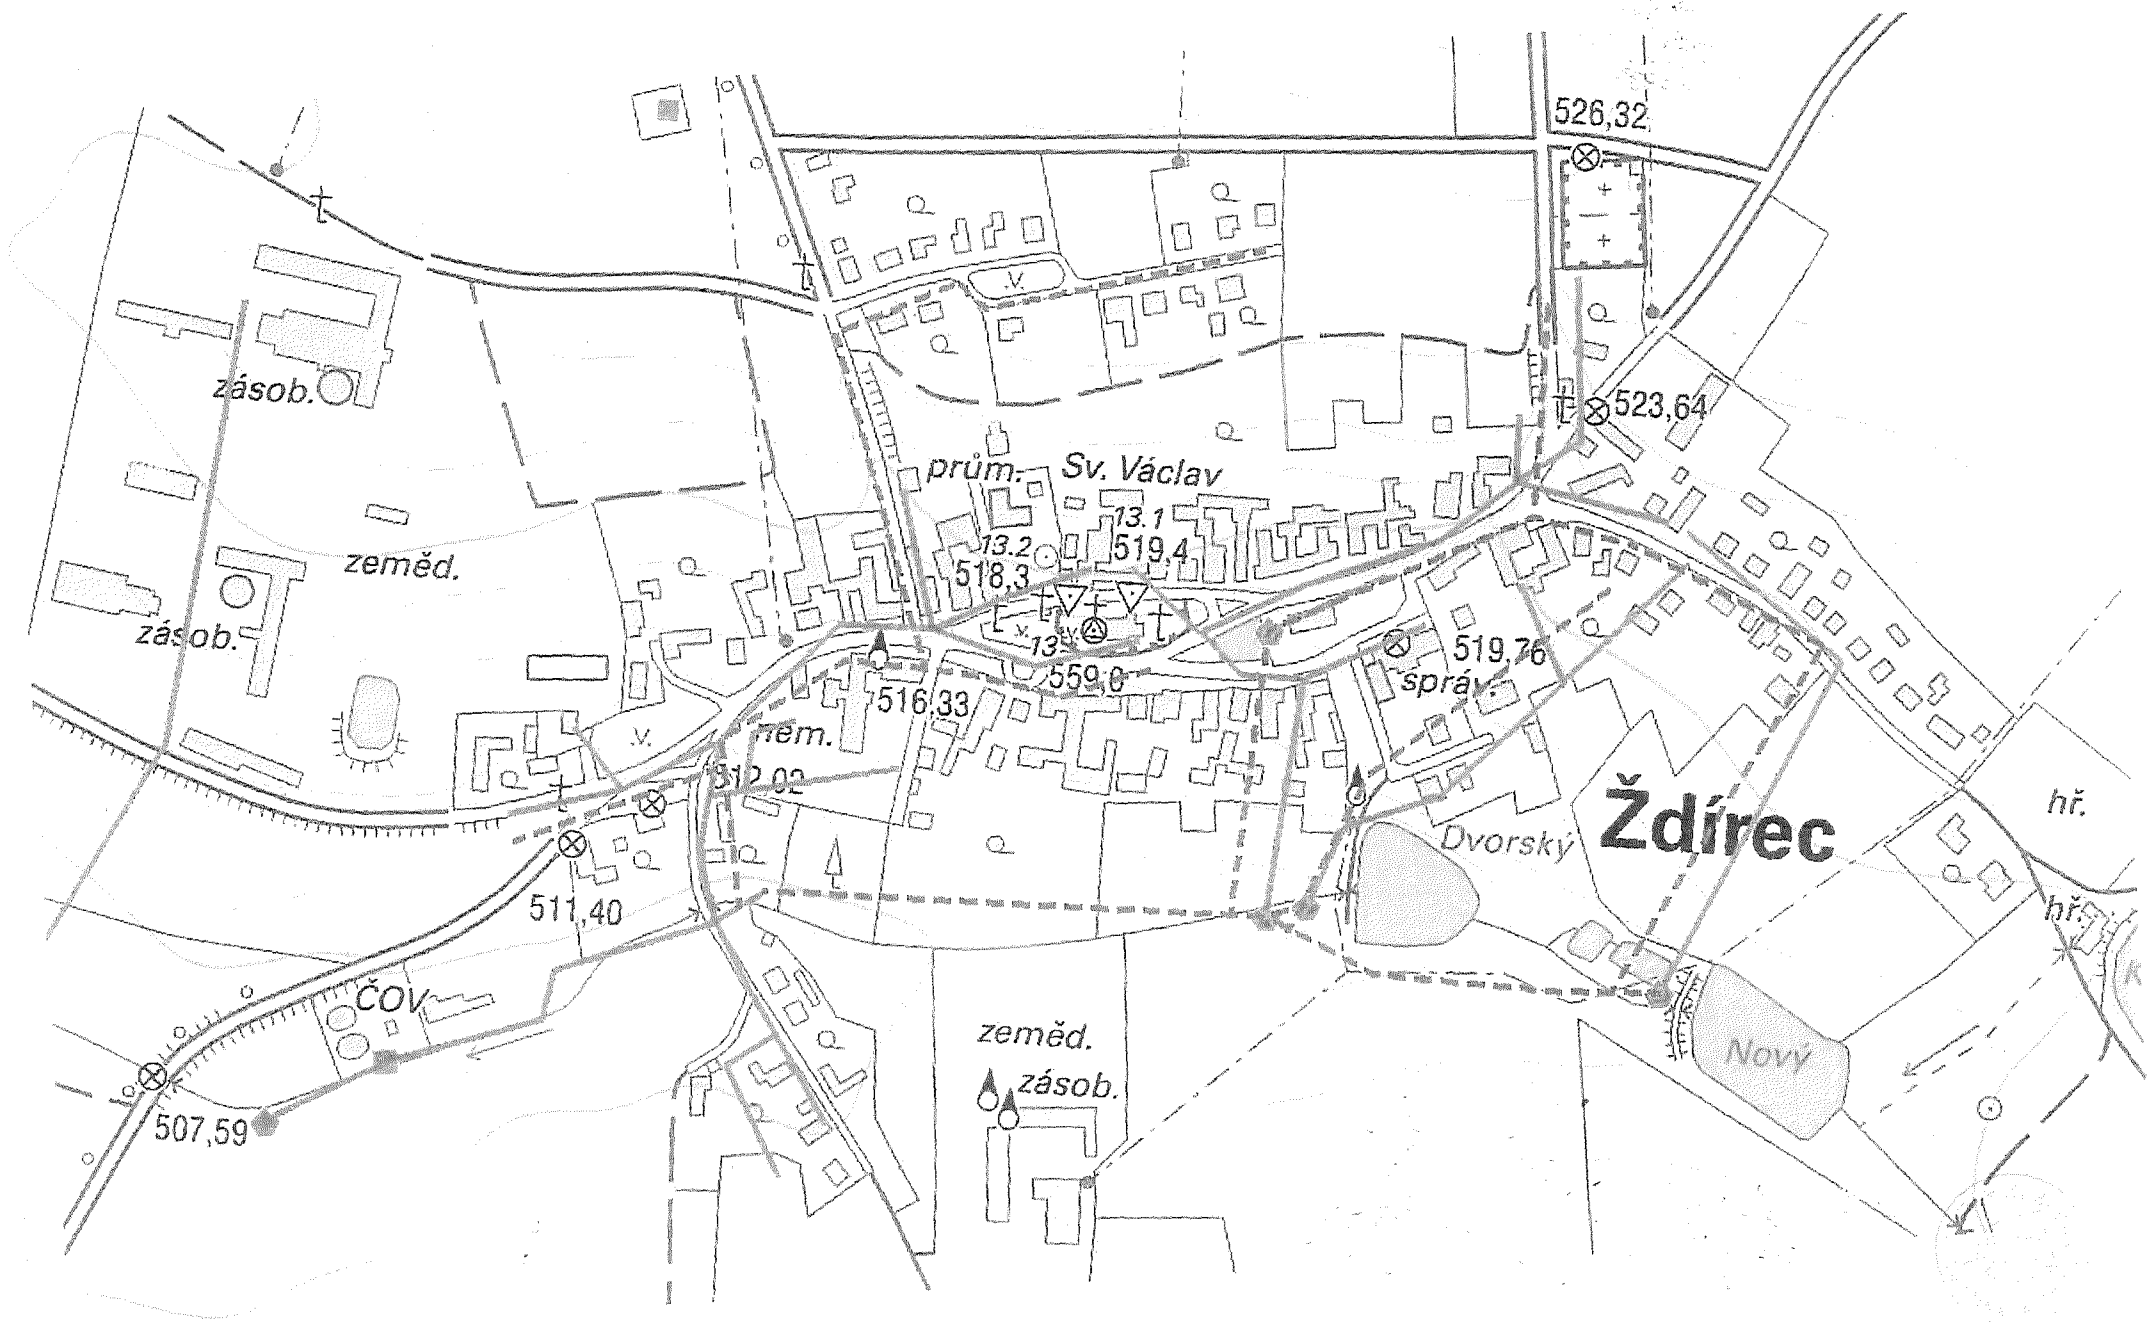 526,32
zásob.
523,64
prům.
Sv. Václav
13.1
13.2
519,4
518,3
zeměd.
zásob.
13
519,76
559,0
správ.
516,33
nem.
512,02
Ždírec
hř.
Dvorský
511,40
hř.
ČOV
zeměd.
Nový
zásob.
507,59